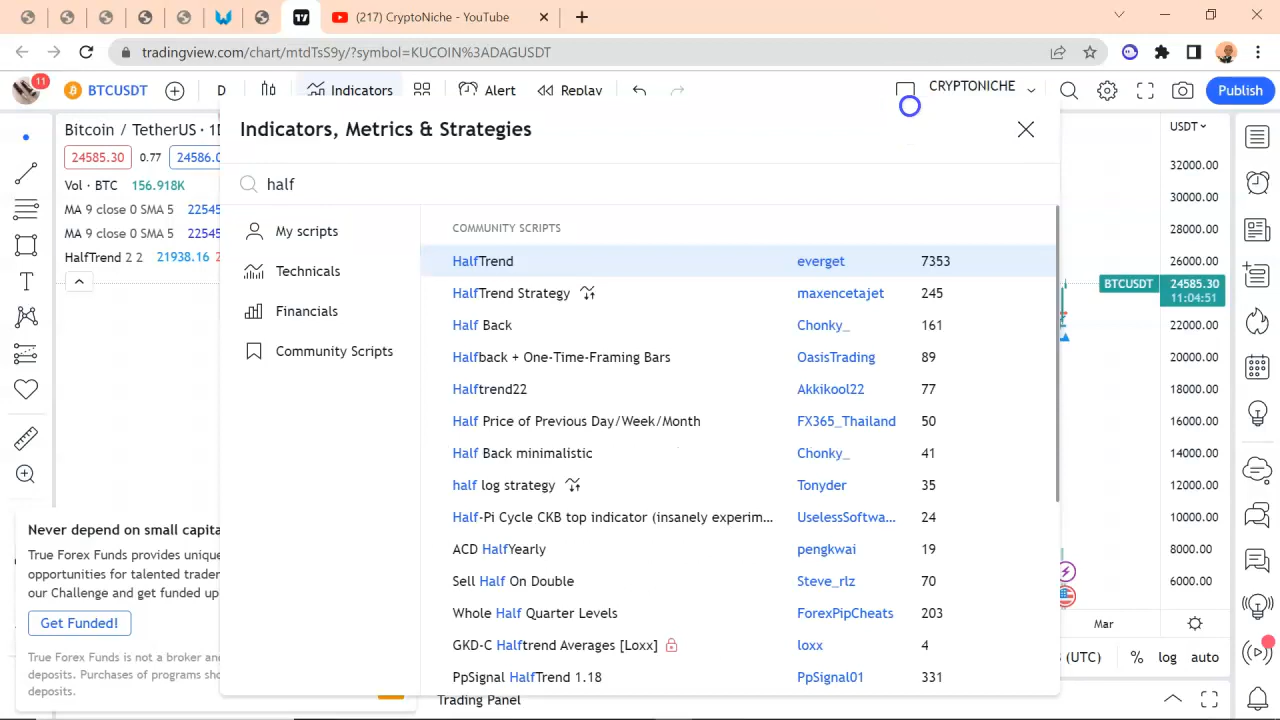 (217) CryptoNiche - YouTube
tradingview.com/chart/mtdTsS9y/?symbol=KUCOIN%3ADAGUSDT
11
BTCUSDT
D
Indicators
Alert
Replay
CRYPTONICHE
Publish
Bitcoin / TetherUS · 1D
24585.30
0.77
24586.0
Vol · BTC 156.918K
MA 9 close 0 SMA 5 22545
MA 9 close 0 SMA 5 22545
HalfTrend 2 2 21938.16 2
Indicators, Metrics & Strategies
half
My scripts
Technicals
Financials
Community Scripts
COMMUNITY SCRIPTS
HalfTrend everget 7353
HalfTrend Strategy maxencetajet 245
Half Back Chonky_ 161
Halfback + One-Time-Framing Bars OasisTrading 89
Halftrend22 Akkikool22 77
Half Price of Previous Day/Week/Month FX365_Thailand 50
Half Back minimalistic Chonky_ 41
half log strategy Tonyder 35
Half-Pi Cycle CKB top indicator (insanely experim... UselessSoftwa... 24
ACD HalfYearly pengkwai 19
Sell Half On Double Steve_rlz 70
Whole Half Quarter Levels ForexPipCheats 203
GKD-C Halftrend Averages [Loxx] loxx 4
PpSignal HalfTrend 1.18 PpSignal01 331
USDT
32000.00
30000.00
28000.00
26000.00
BTCUSDT 24585.30
11:04:51
22000.00
20000.00
18000.00
16000.00
14000.00
12000.00
10000.00
8000.00
6000.00
Mar
(UTC)
%
log
auto
Never depend on small capita
True Forex Funds provides unique
opportunities for talented trader
our Challenge and get funded up
Get Funded!
True Forex Funds is not a broker and
deposits. Purchases of programs sho
deposits.
Trading Panel